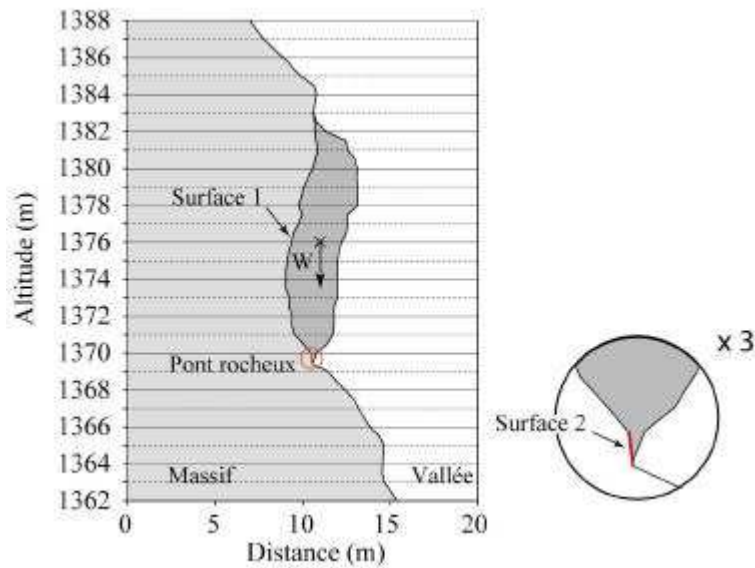 1388
1386
1384
1382
1380
1378
1376
1374
1372
1370
1368
1366
1364
1362
Altitude (m)
Surface 1
W
Pont rocheux
Massif
Vallée
0
5
10
15
20
Distance (m)
x 3
Surface 2